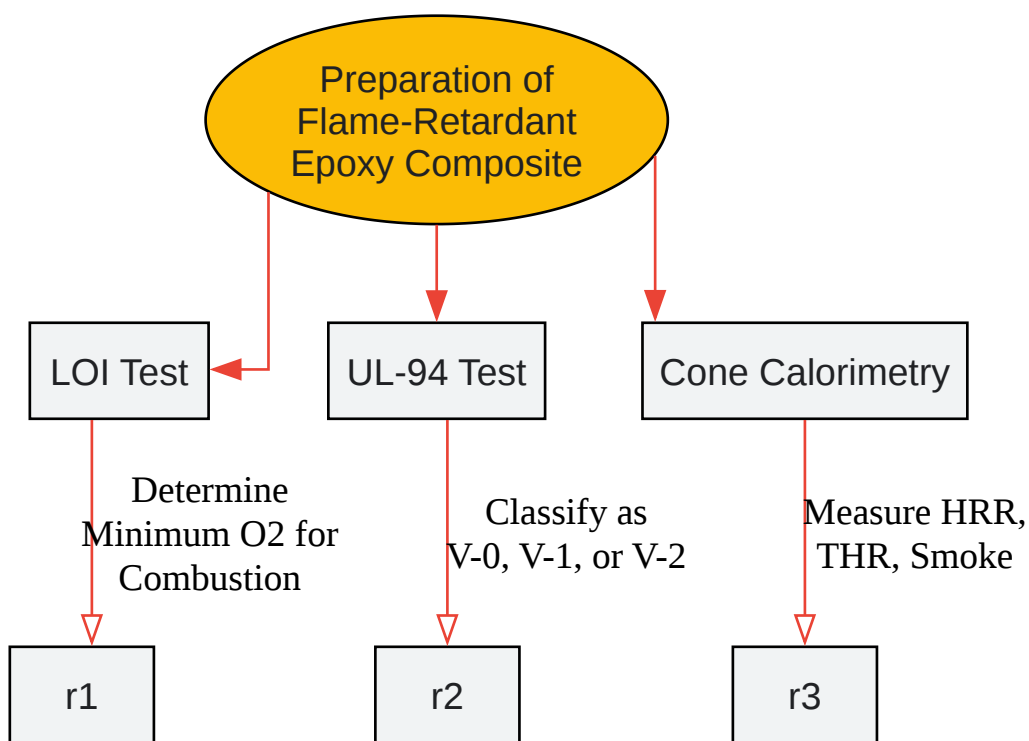 Preparation of
Flame-Retardant
Epoxy Composite
LOI Test
UL-94 Test
Cone Calorimetry
Determine
Minimum O2 for
Combustion
Classify as
V-0, V-1, or V-2
Measure HRR,
THR, Smoke
r1
r2
r3